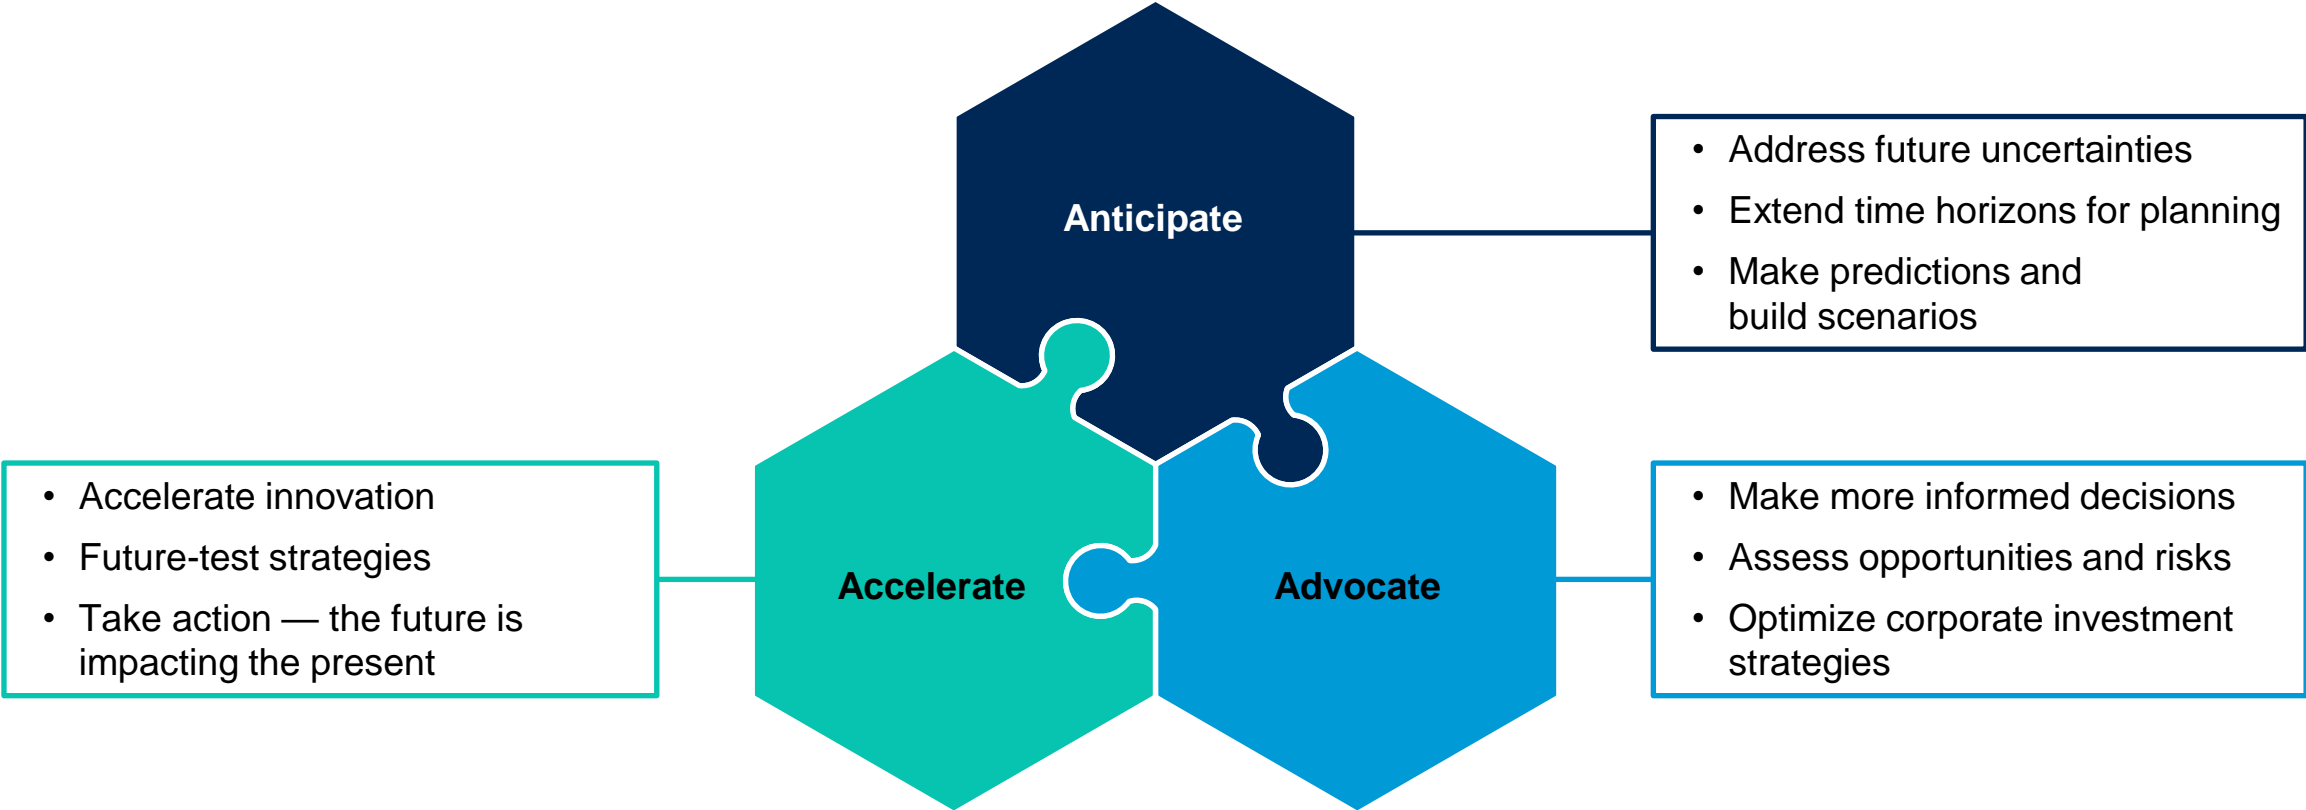 Anticipate
• Address future uncertainties
• Extend time horizons for planning
• Make predictions and
build scenarios
• Accelerate innovation
• Future-test strategies
• Take action — the future is
impacting the present
Accelerate
Advocate
• Make more informed decisions
• Assess opportunities and risks
• Optimize corporate investment
strategies